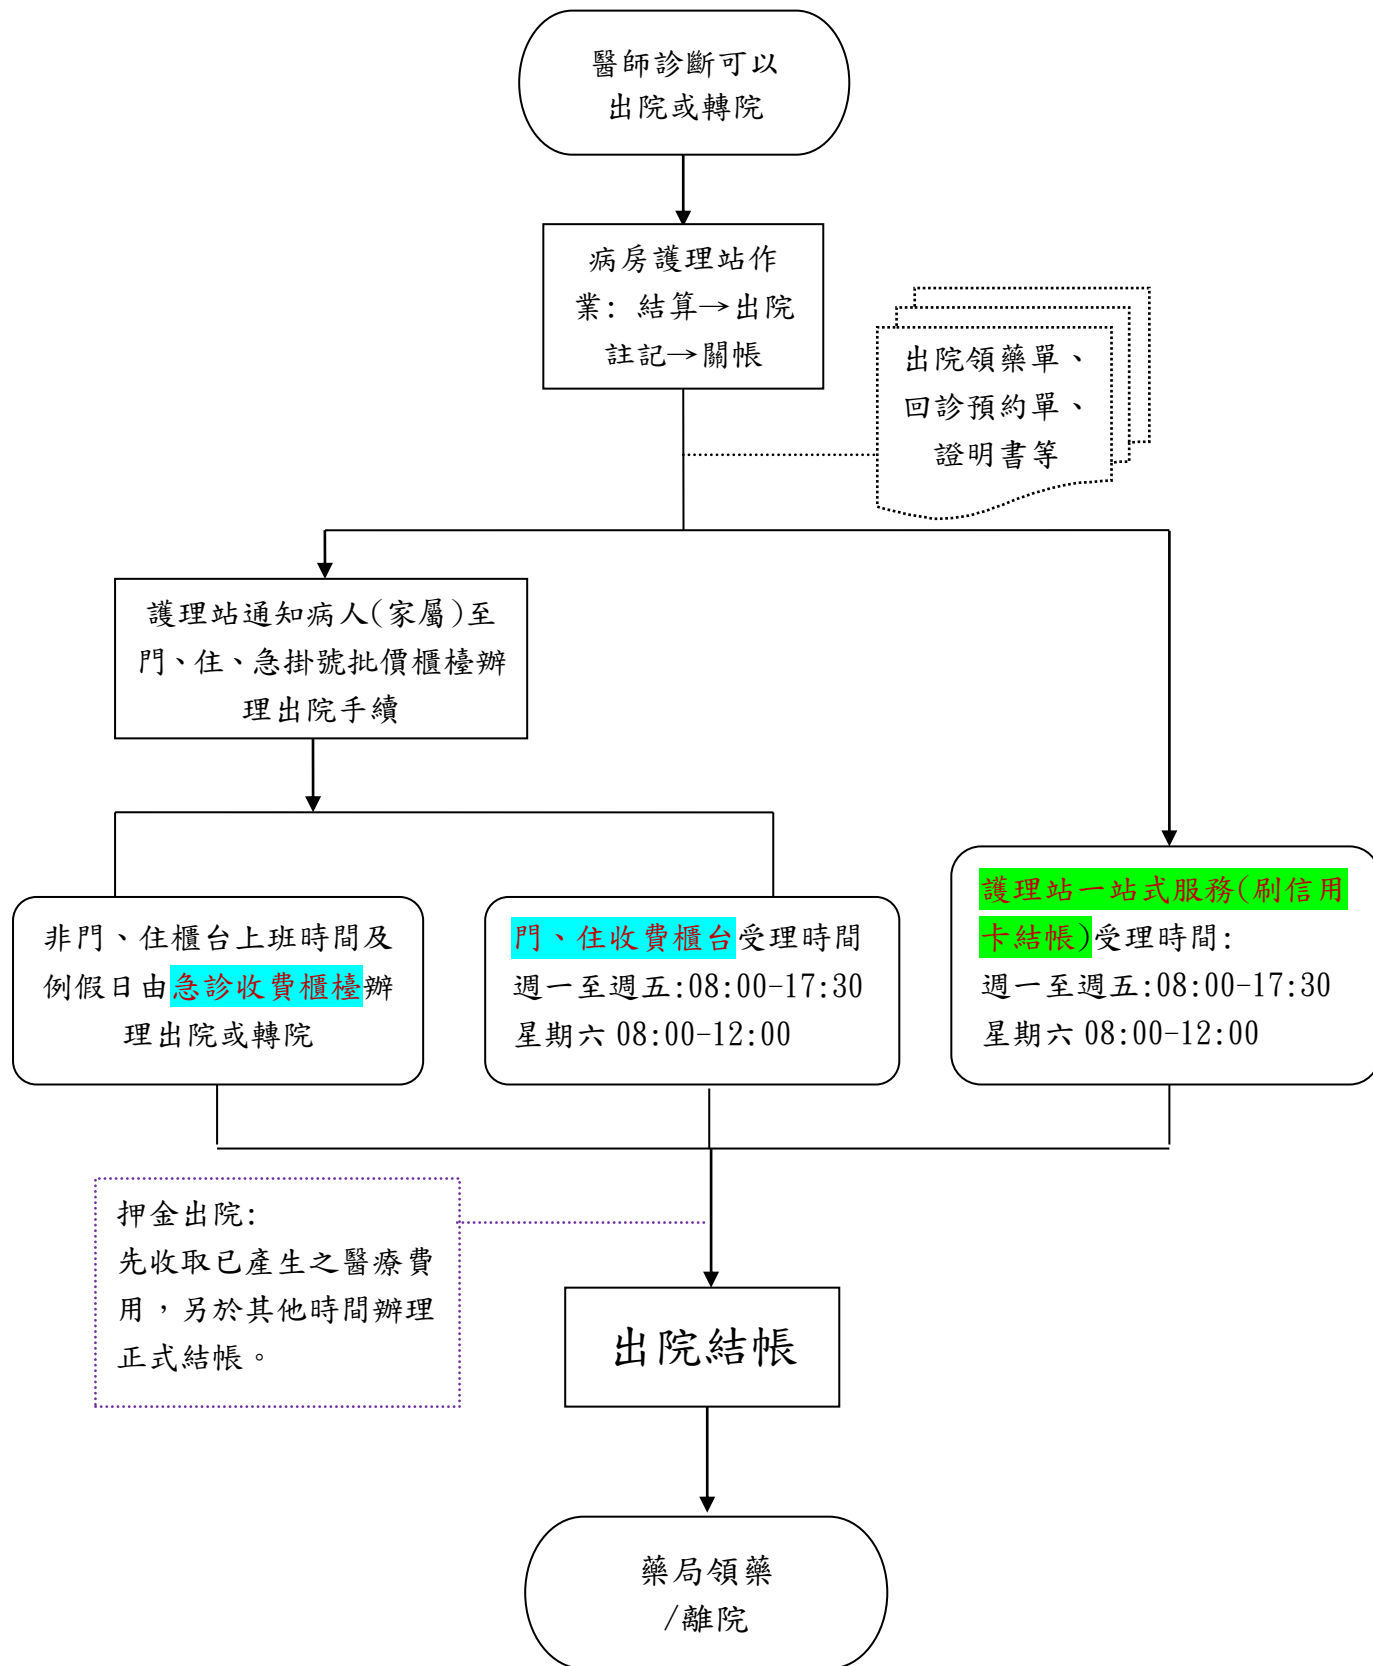 醫師診斷可以
出院或轉院
病房護理站作
業: 結算→出院
註記→關帳
出院領藥單、
回診預約單、
證明書等
護理站通知病人(家屬)至
門、住、急掛號批價櫃檯辦
理出院手續
非門、住櫃台上班時間及
例假日由急診收費櫃檯辦
理出院或轉院
門、住收費櫃台受理時間
週一至週五:08:00-17:30
星期六 08:00-12:00
護理站一站式服務(刷信用
卡結帳)受理時間:
週一至週五:08:00-17:30
星期六 08:00-12:00
押金出院:
先收取已產生之醫療費
用，另於其他時間辦理
正式結帳。
出院結帳
藥局領藥
/離院